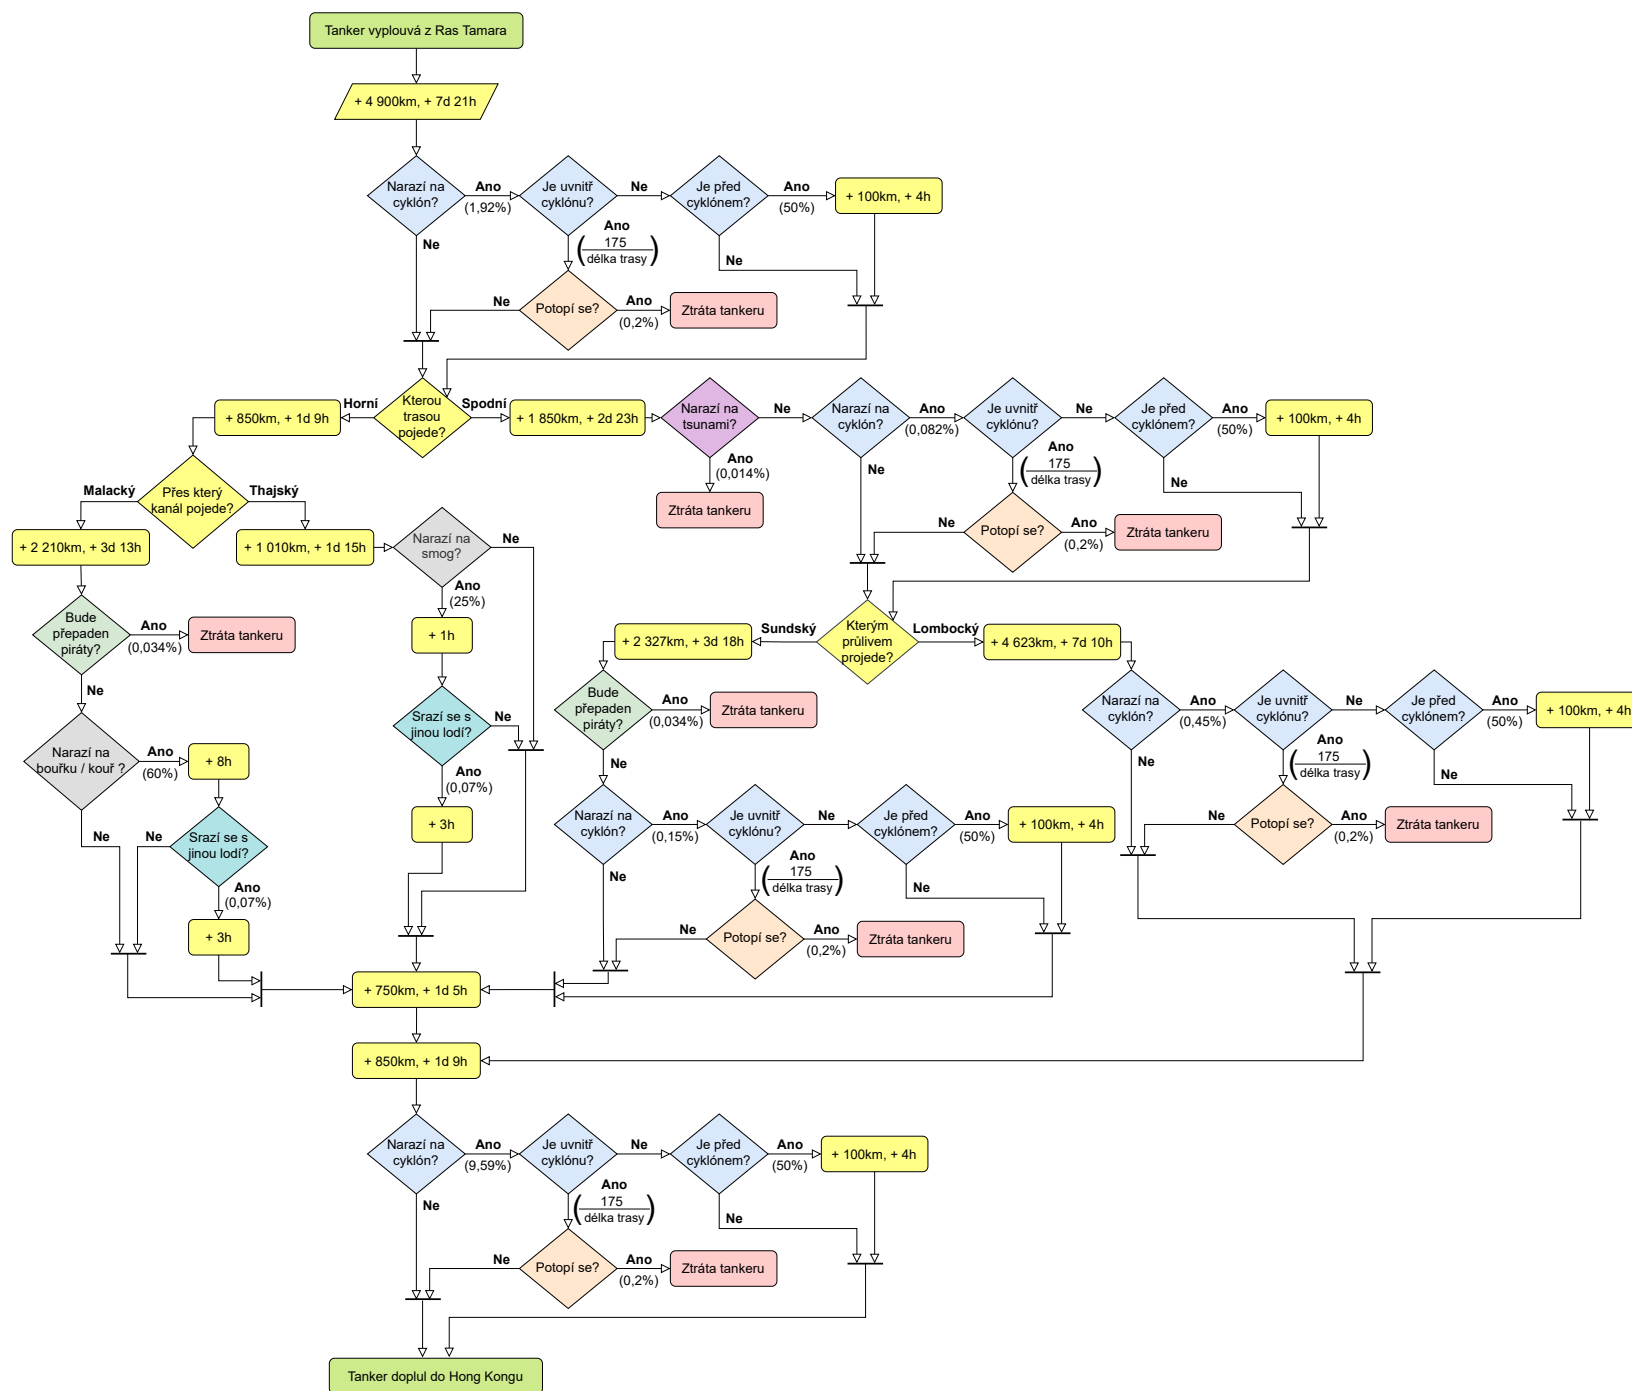 Tanker vyplouvá z Ras Tamara
+ 4 900km, + 7d 21h
Narazí na
cyklón?
Ano
(1,92%)
Je uvnitř
cyklónu?
Ne
Je před
cyklónem?
Ano
(50%)
+ 100km, + 4h
Ne
Ano
(175
délka trasy)
Ne
Ne
Potopí se?
Ano
(0,2%)
Ztráta tankeru
Horní
Kterou
trasou
pojede?
Spodní
+ 850km, + 1d 9h
+ 1 850km, + 2d 23h
Narazí na
tsunami?
Ne
Ano
(0,014%)
Ztráta tankeru
Narazí na
cyklón?
Ano
(0,082%)
Je uvnitř
cyklónu?
Ne
Je před
cyklónem?
Ano
(50%)
+ 100km, + 4h
Ne
Ano
(175
délka trasy)
Ne
Ne
Potopí se?
Ano
(0,2%)
Ztráta tankeru
Malacký
Přes který
kanál pojede?
Thajský
+ 2 210km, + 3d 13h
+ 1 010km, + 1d 15h
Narazí na
smog?
Ne
Ano
(25%)
+ 1h
Srazí se s
jinou lodí?
Ne
Ano
(0,07%)
+ 3h
Bude
přepaden
piráty?
Ano
(0,034%)
Ztráta tankeru
Ne
Narazí na
bouřku / kouř ?
Ano
(60%)
+ 8h
Ne
Ne
Srazí se s
jinou lodí?
Ano
(0,07%)
+ 3h
Sundský
Kterým
průlivem
projede?
Lombocký
+ 2 327km, + 3d 18h
+ 4 623km, + 7d 10h
Bude
přepaden
piráty?
Ano
(0,034%)
Ztráta tankeru
Ne
Narazí na
cyklón?
Ano
(0,15%)
Je uvnitř
cyklónu?
Ne
Je před
cyklónem?
Ano
(50%)
+ 100km, + 4h
Ne
Ano
(175
délka trasy)
Ne
Ne
Potopí se?
Ano
(0,2%)
Ztráta tankeru
Narazí na
cyklón?
Ano
(0,45%)
Je uvnitř
cyklónu?
Ne
Je před
cyklónem?
Ano
(50%)
+ 100km, + 4h
Ne
Ano
(175
délka trasy)
Ne
Ne
Potopí se?
Ano
(0,2%)
Ztráta tankeru
+ 750km, + 1d 5h
+ 850km, + 1d 9h
Narazí na
cyklón?
Ano
(9,59%)
Je uvnitř
cyklónu?
Ne
Je před
cyklónem?
Ano
(50%)
+ 100km, + 4h
Ne
Ano
(175
délka trasy)
Ne
Ne
Potopí se?
Ano
(0,2%)
Ztráta tankeru
Tanker doplul do Hong Kongu